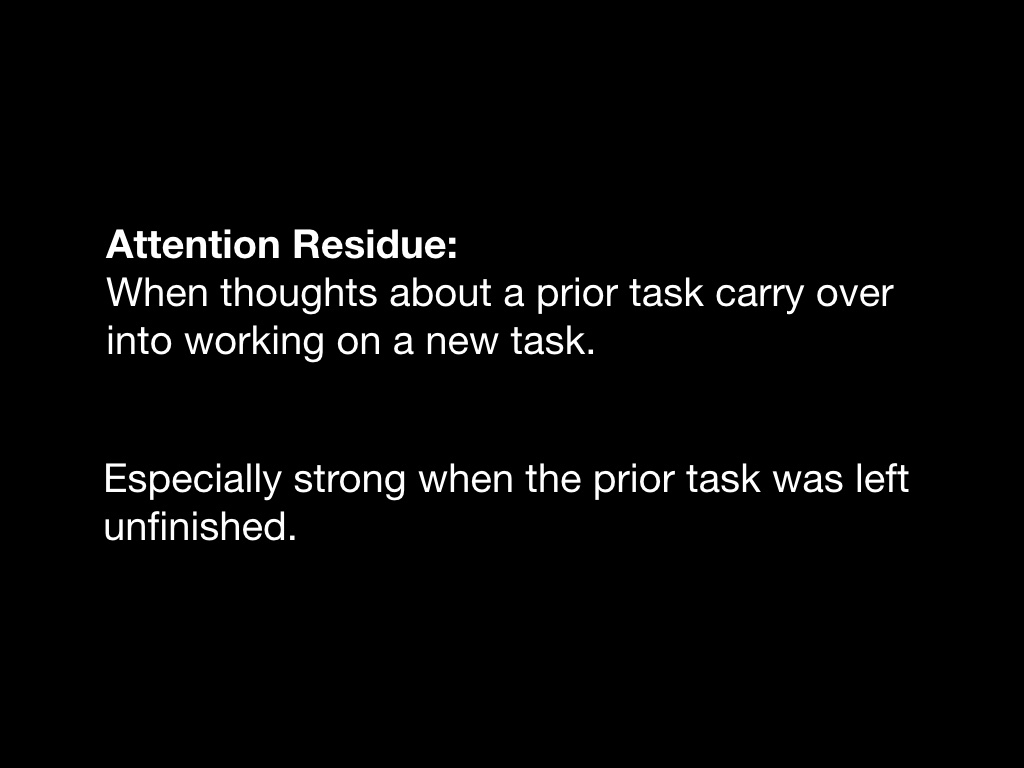 Attention Residue:
When thoughts about a prior task carry over
into working on a new task.
Especially strong when the prior task was left
unfinished.